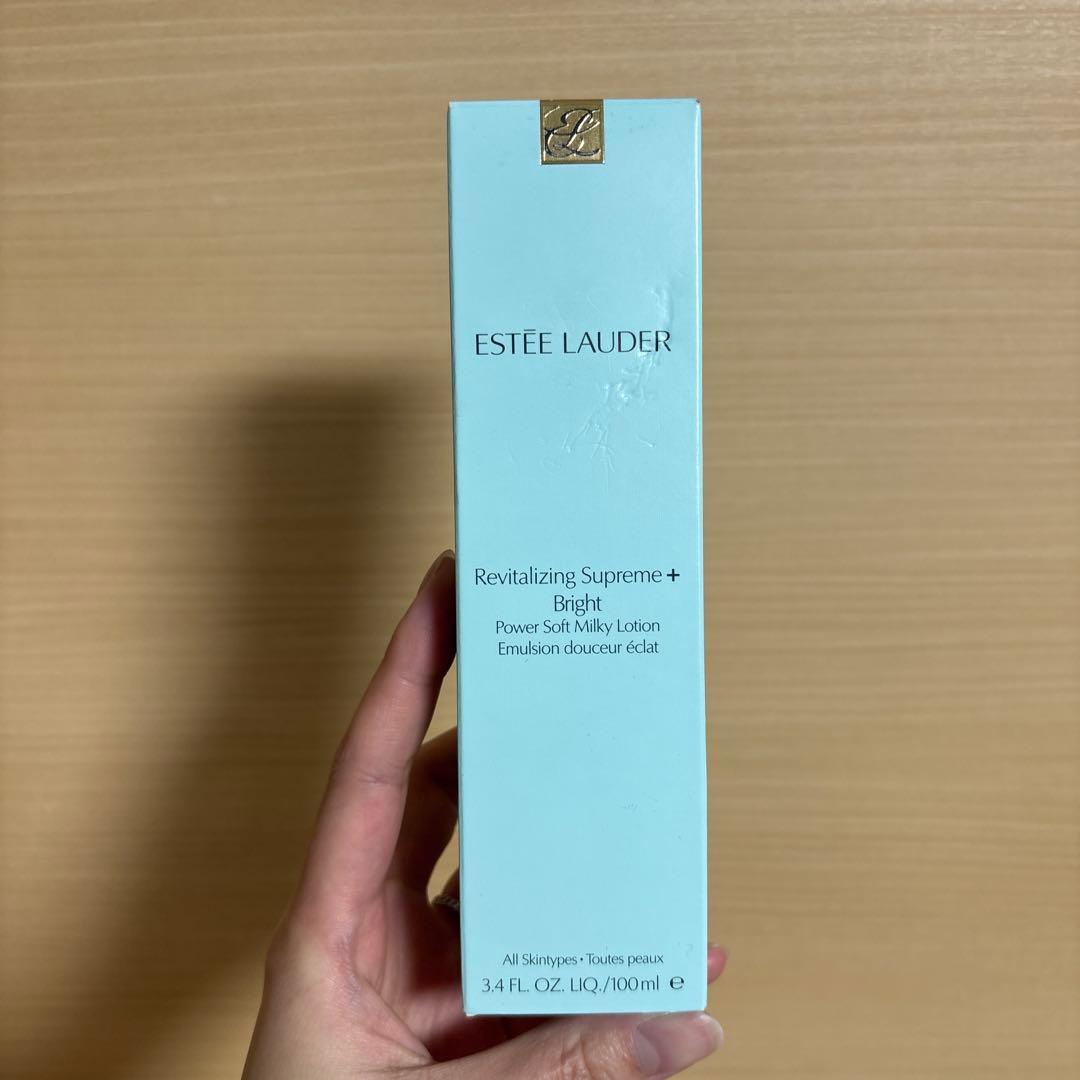 EL
ESTĒE LAUDER
Revitalizing Supreme+
Bright
Power Soft Milky Lotion
Emulsion douceur éclat
All Skintypes • Toutes peaux
3.4 FL. OZ. LIQ./100ml e